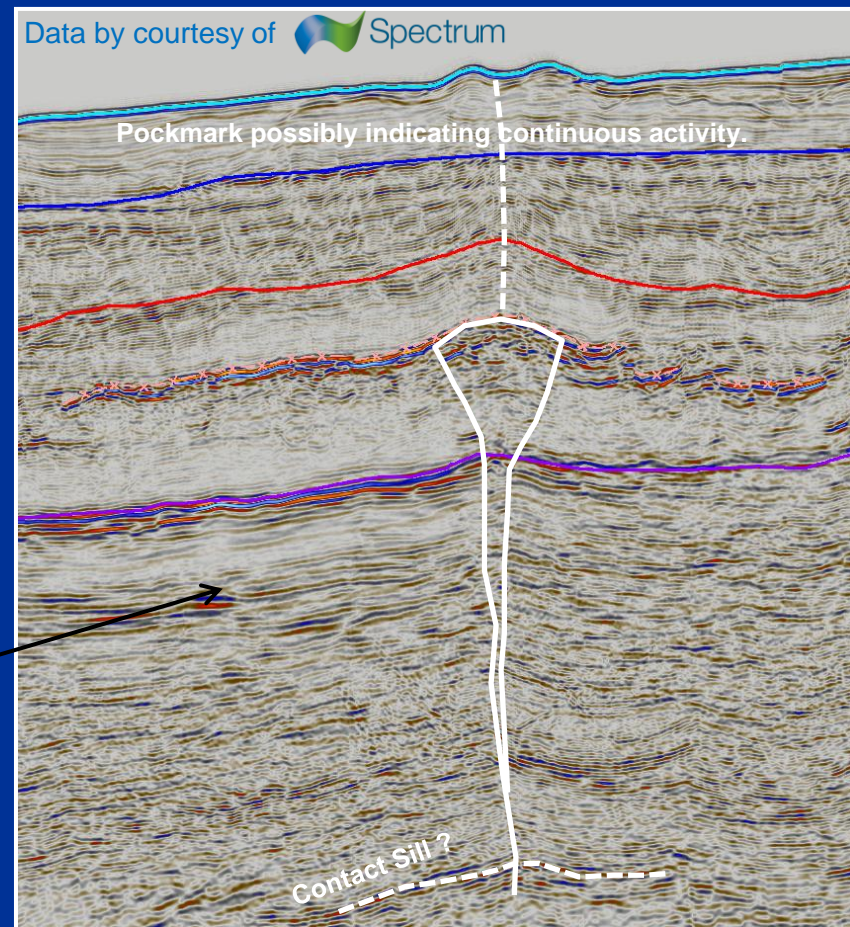 Data by courtesy of Spectrum
Pockmark possibly indicating continuous activity.
Contact Sill ?